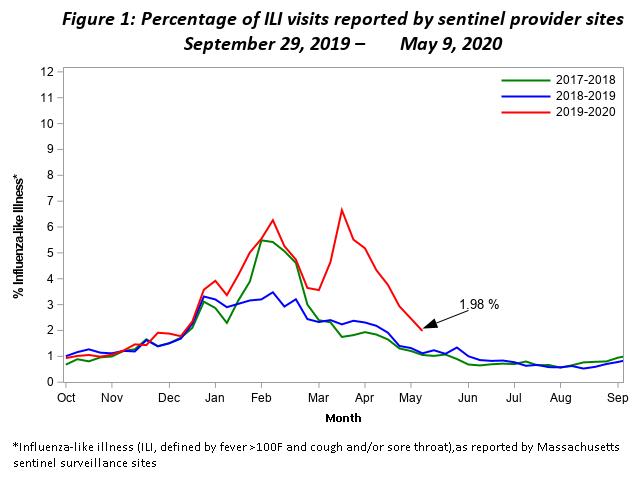 Figure 1: Percentage of ILI visits reported by sentinel provider sites
September 29, 2019 – May 9, 2020
% Influenza-like Illness*
12
11
10
9
8
7
6
5
4
3
2
1
0
2017-2018
2018-2019
2019-2020
1.98 %
Oct Nov Dec Jan Feb Mar Apr May Jun Jul Aug Sep
Month
*Influenza-like illness (ILI, defined by fever >100F and cough and/or sore throat),as reported by Massachusetts
sentinel surveillance sites